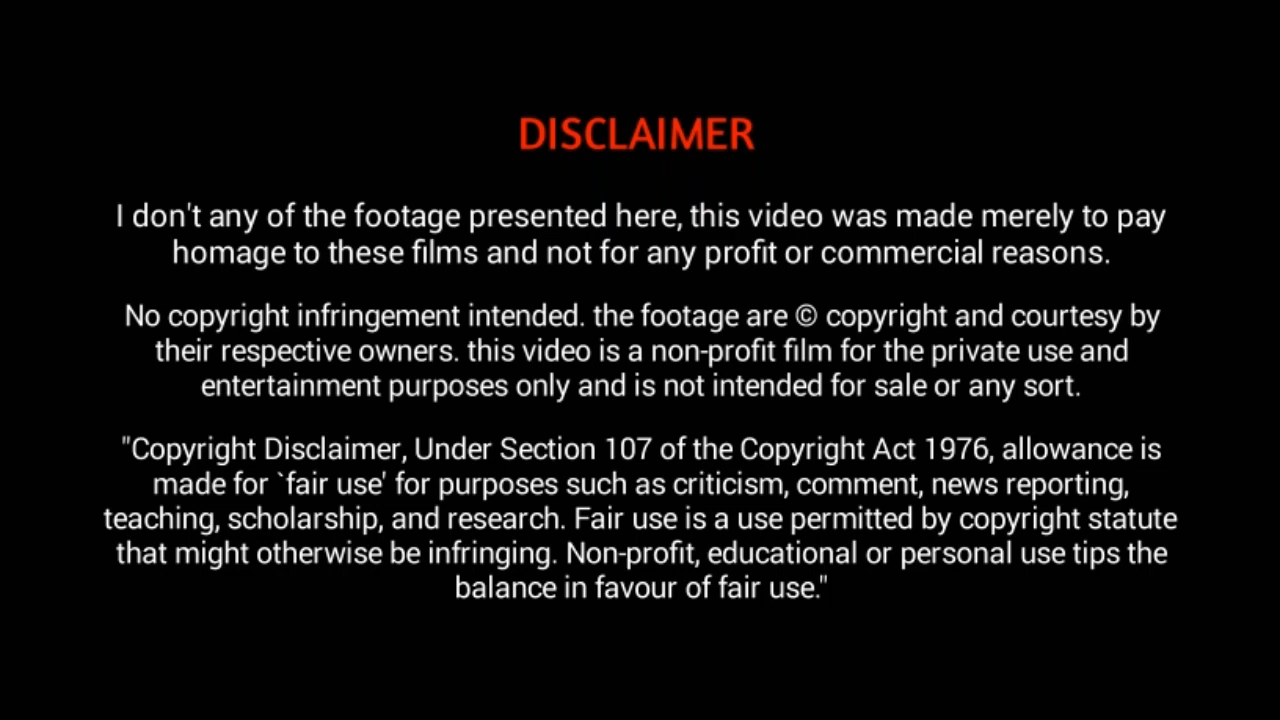 DISCLAIMER
I don't any of the footage presented here, this video was made merely to pay
homage to these films and not for any profit or commercial reasons.
No copyright infringement intended. the footage are © copyright and courtesy by
their respective owners. this video is a non-profit film for the private use and
entertainment purposes only and is not intended for sale or any sort.
"Copyright Disclaimer, Under Section 107 of the Copyright Act 1976, allowance is
made for `fair use' for purposes such as criticism, comment, news reporting,
teaching, scholarship, and research. Fair use is a use permitted by copyright statute
that might otherwise be infringing. Non-profit, educational or personal use tips the
balance in favour of fair use."